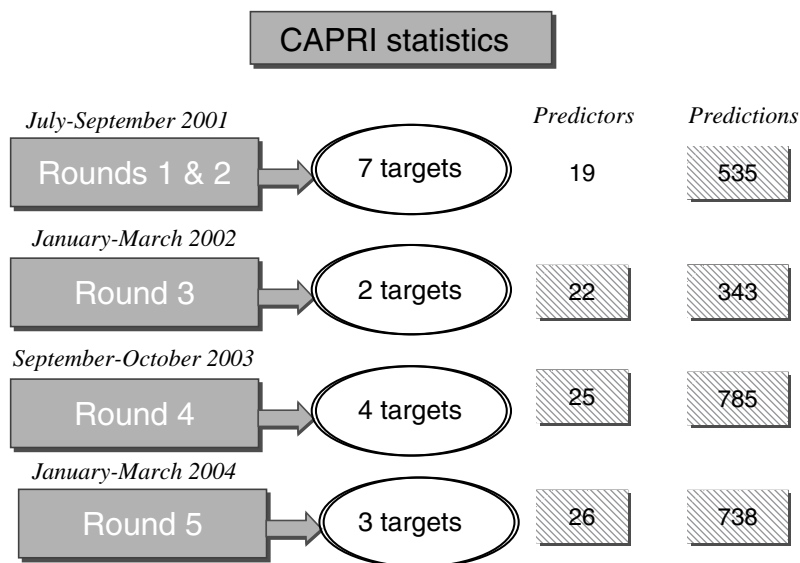 CAPRI statistics
July-September 2001 Predictors Predictions
Rounds 1 & 2 7 targets 19 535
January-March 2002
Round 3 2 targets 22 343
September-October 2003
Round 4 4 targets 25 785
January-March 2004
Round 5 3 targets 26 738